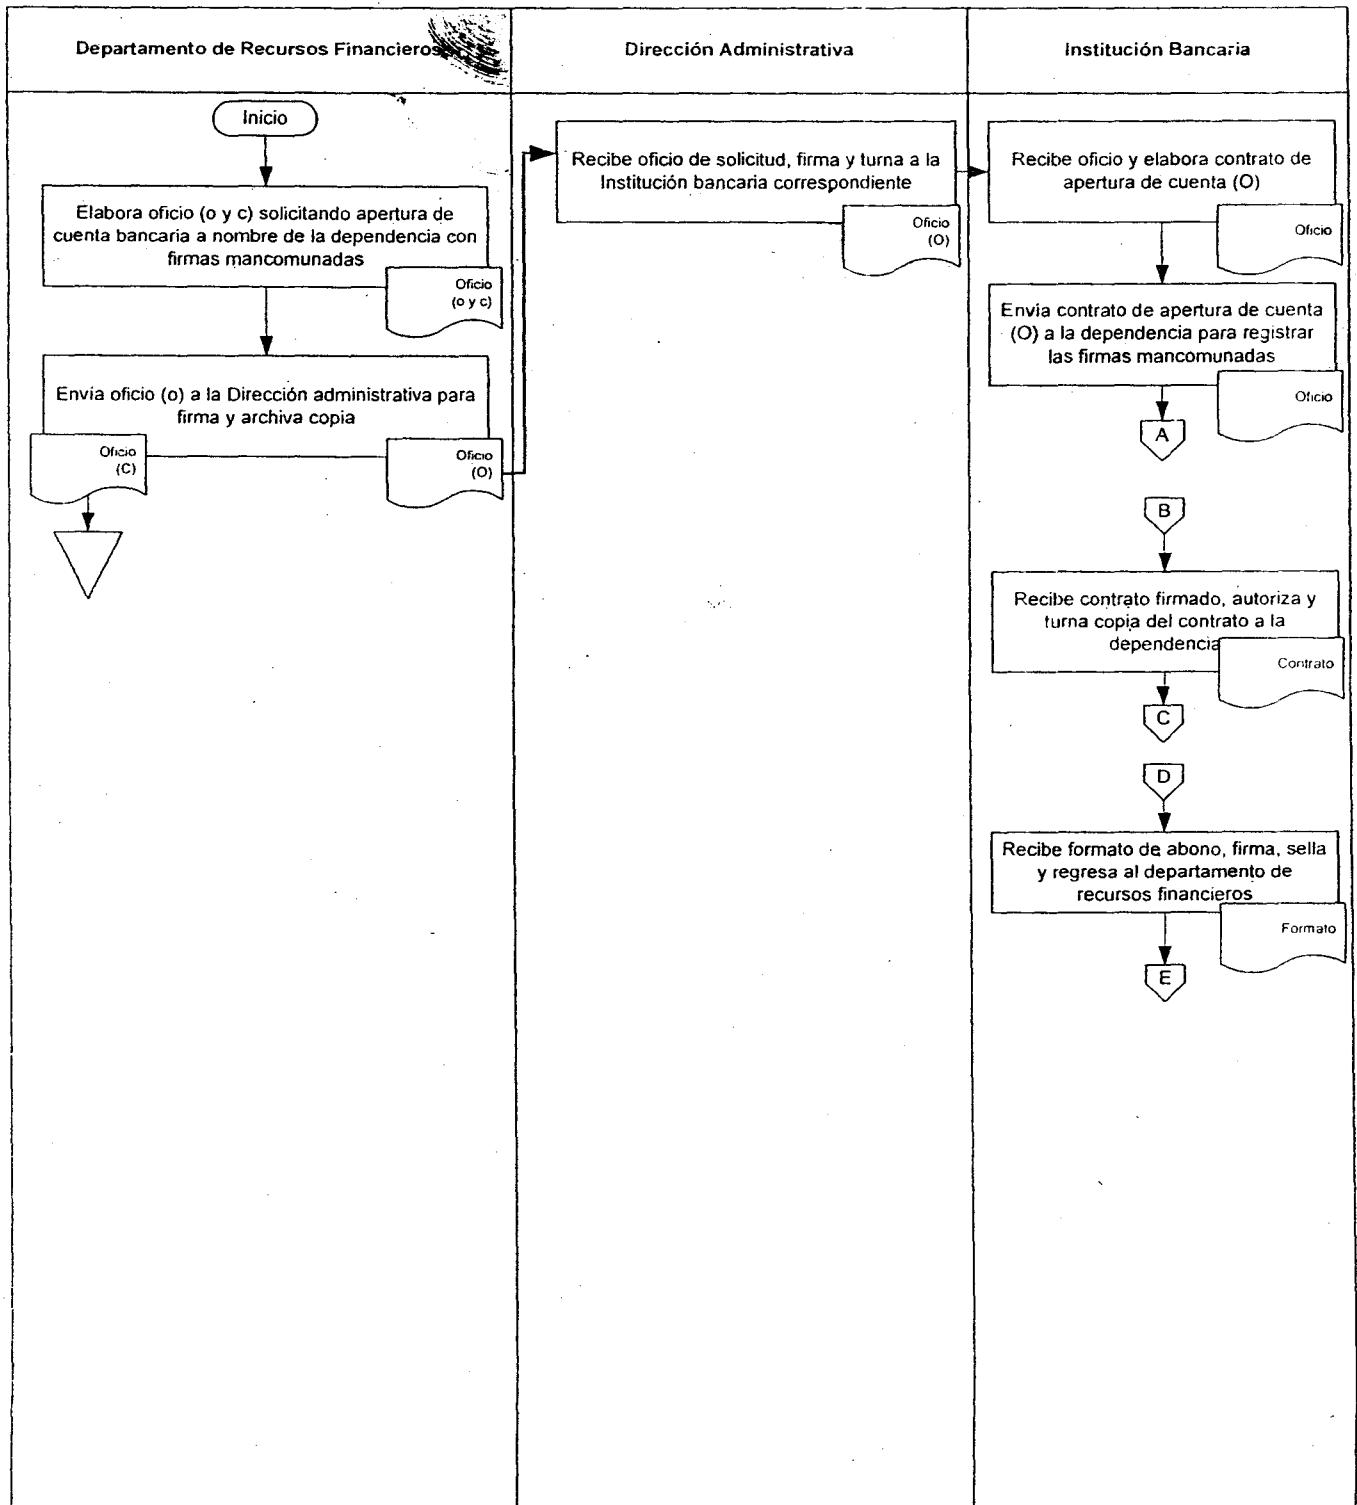 Departamento de Recursos Financieros
Dirección Administrativa
Institución Bancaria
Inicio
Elabora oficio (o y c) solicitando apertura de
cuenta bancaria a nombre de la dependencia con
firmas mancomunadas
Oficio
(o y c)
Envía oficio (o) a la Dirección administrativa para
firma y archiva copia
Oficio
(C)
Oficio
(O)
Recibe oficio de solicitud, firma y turna a la
Institución bancaria correspondiente
Oficio
(O)
Recibe oficio y elabora contrato de
apertura de cuenta (O)
Oficio
Envía contrato de apertura de cuenta
(O) a la dependencia para registrar
las firmas mancomunadas
Oficio
A
B
Recibe contrato firmado, autoriza y
turna copia del contrato a la
dependencia
Contrato
C
D
Recibe formato de abono, firma, sella
y regresa al departamento de
recursos financieros
Formato
E